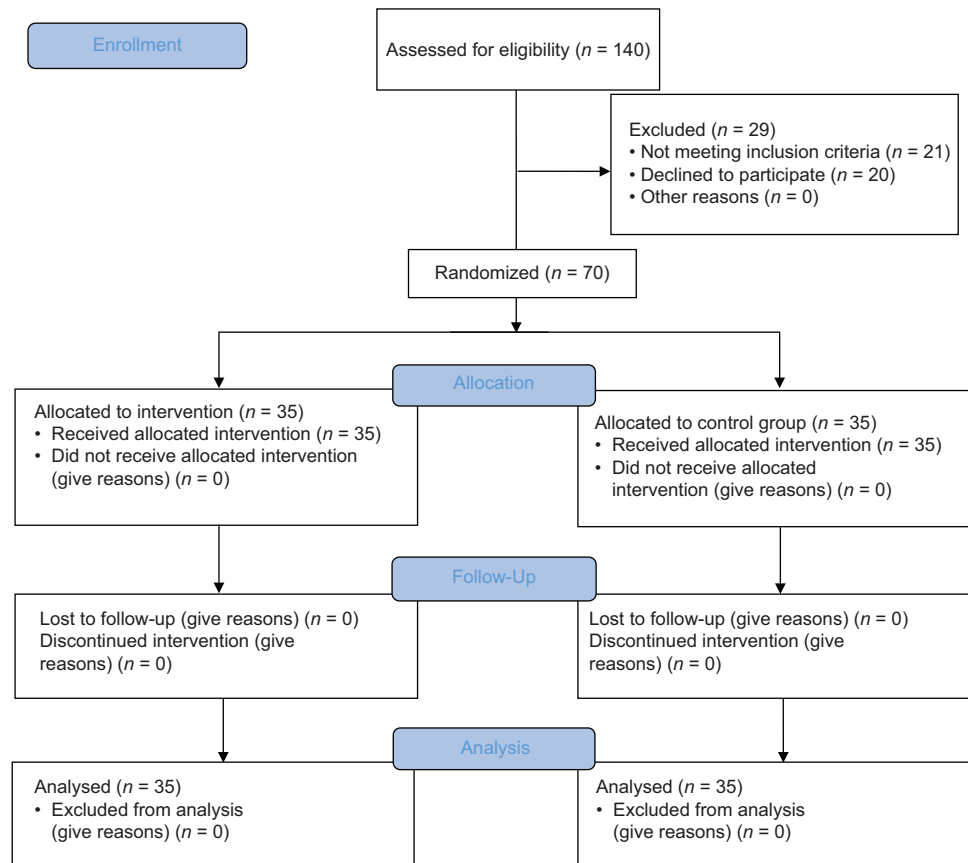 Enrollment
Assessed for eligibility (n = 140)
Excluded (n = 29)
• Not meeting inclusion criteria (n = 21)
• Declined to participate (n = 20)
• Other reasons (n = 0)
Randomized (n = 70)
Allocation
Allocated to intervention (n = 35)
• Received allocated intervention (n = 35)
• Did not receive allocated intervention
(give reasons) (n = 0)
Allocated to control group (n = 35)
• Received allocated intervention (n = 35)
• Did not receive allocated
intervention (give reasons) (n = 0)
Follow-Up
Lost to follow-up (give reasons) (n = 0)
Discontinued intervention (give
reasons) (n = 0)
Lost to follow-up (give reasons) (n = 0)
Discontinued intervention (give
reasons) (n = 0)
Analysis
Analysed (n = 35)
• Excluded from analysis
(give reasons) (n = 0)
Analysed (n = 35)
• Excluded from analysis
(give reasons) (n = 0)